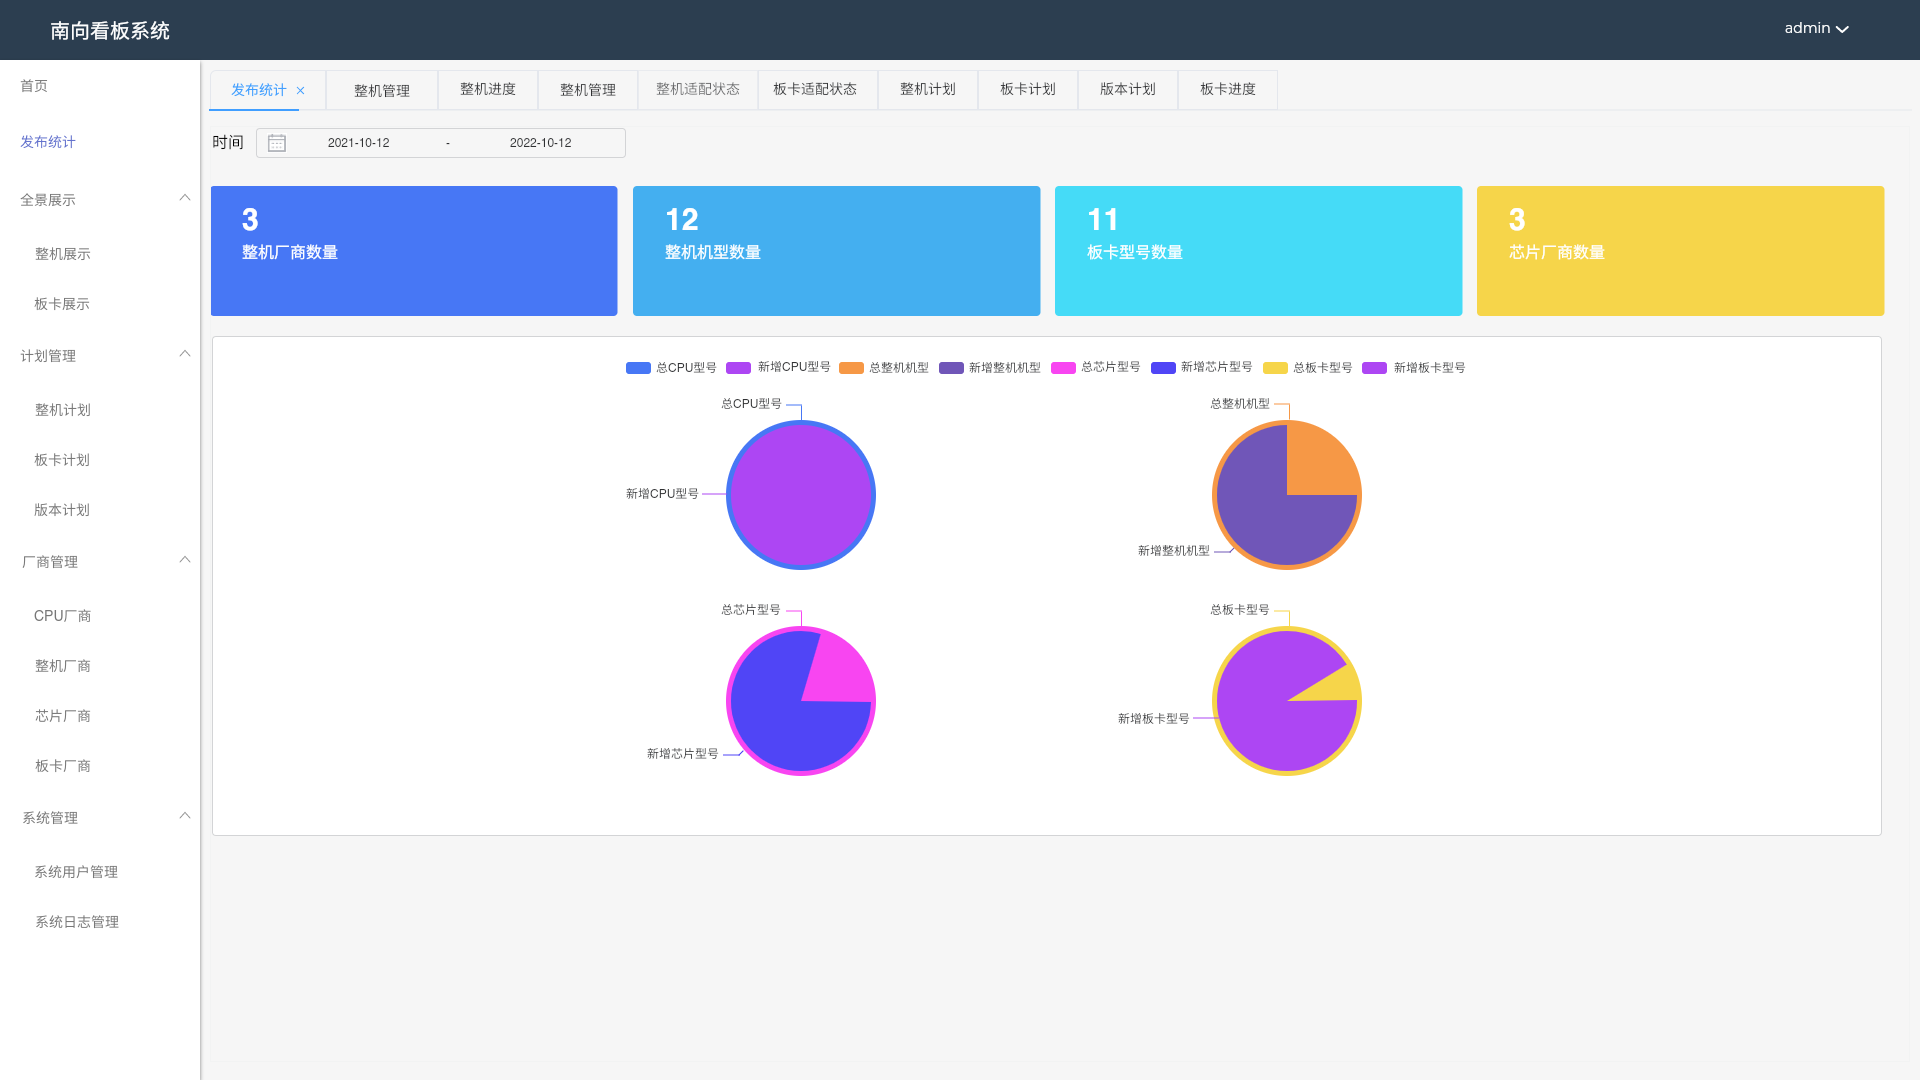 南向看板系统
admin
首页
发布统计
全景展示
整机展示
板卡展示
计划管理
整机计划
板卡计划
版本计划
厂商管理
CPU厂商
整机厂商
芯片厂商
板卡厂商
系统管理
系统用户管理
系统日志管理
发布统计 ×
整机管理
整机进度
整机管理
整机适配状态
板卡适配状态
整机计划
板卡计划
版本计划
板卡进度
时间
2021-10-12 - 2022-10-12
3
整机厂商数量
12
整机机型数量
11
板卡型号数量
3
芯片厂商数量
总CPU型号 新增CPU型号 总整机机型 新增整机机型 总芯片型号 新增芯片型号 总板卡型号 新增板卡型号
总CPU型号
新增CPU型号
总整机机型
新增整机机型
总芯片型号
新增芯片型号
总板卡型号
新增板卡型号